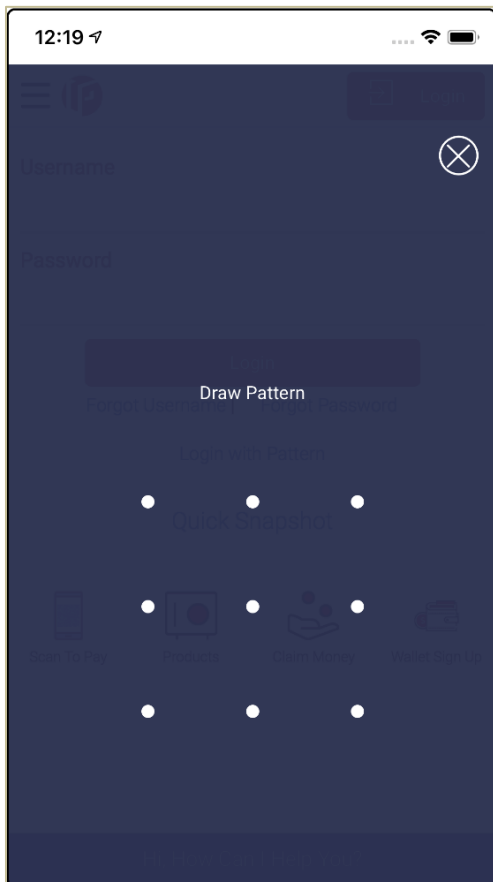 12:19
Login
Username
Password
Login
Draw Pattern
Forgot Username | Forgot Password
Login with Pattern
Quick Snapshot
Scan To Pay Products Claim Money Wallet Sign Up